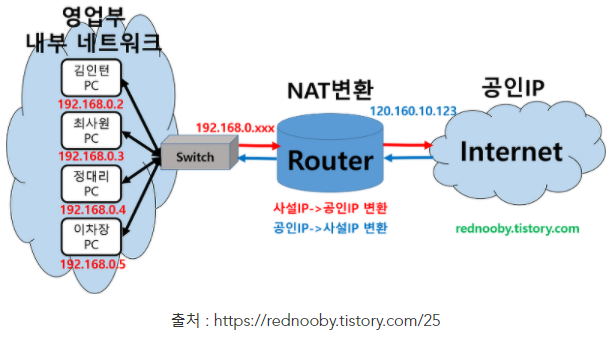 영업부
내부 네트워크
김인턴
PC
192.168.0.2
최사원
PC
192.168.0.3
정대리
PC
192.168.0.4
이차장
PC
192.168.0.5
Switch
192.168.0.xxx
NAT변환
Router
사설IP->공인IP 변환
공인IP->사설IP 변환
120.160.10.123
공인IP
Internet
rednooby.tistory.com
출처 : https://rednooby.tistory.com/25